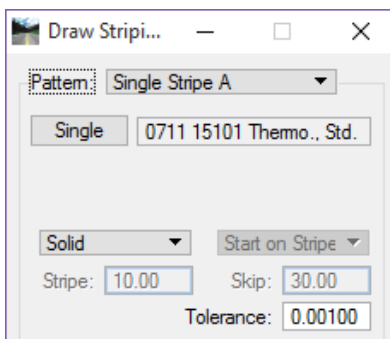 Draw Stripi...
Pattern: Single Stripe A
Single 0711 15101 Thermo., Std.
Solid Start on Stripe
Stripe: 10.00 Skip: 30.00
Tolerance: 0.00100